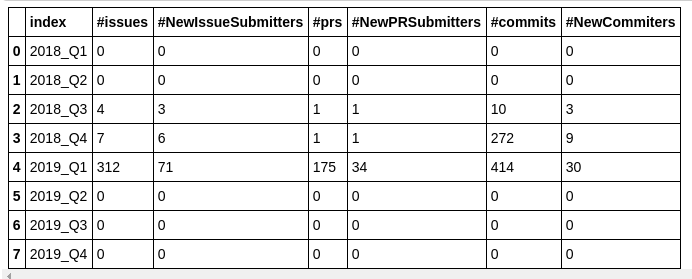 index #issues #NewIssueSubmitters #prs #NewPRSubmitters #commits #NewCommiters
0 2018_Q1 0 0 0 0 0 0
1 2018_Q2 0 0 0 0 0 0
2 2018_Q3 4 3 1 1 10 3
3 2018_Q4 7 6 1 1 272 9
4 2019_Q1 312 71 175 34 414 30
5 2019_Q2 0 0 0 0 0 0
6 2019_Q3 0 0 0 0 0 0
7 2019_Q4 0 0 0 0 0 0